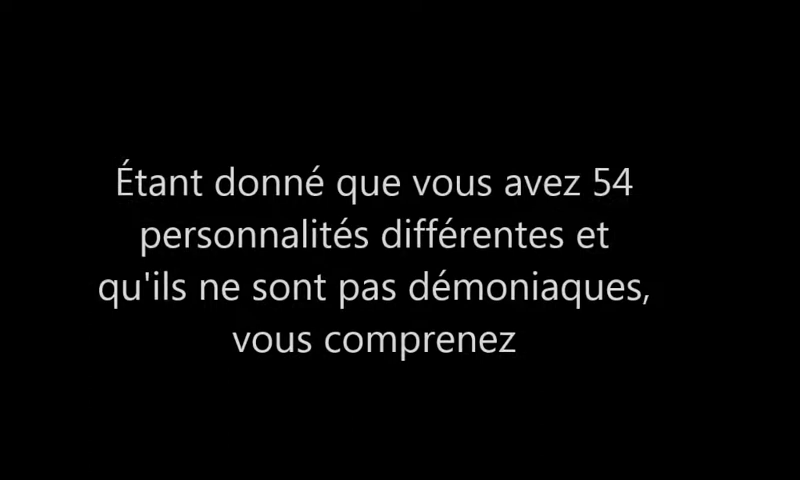 Étant donné que vous avez 54
personnalités différentes et
qu'ils ne sont pas démoniaques,
vous comprenez